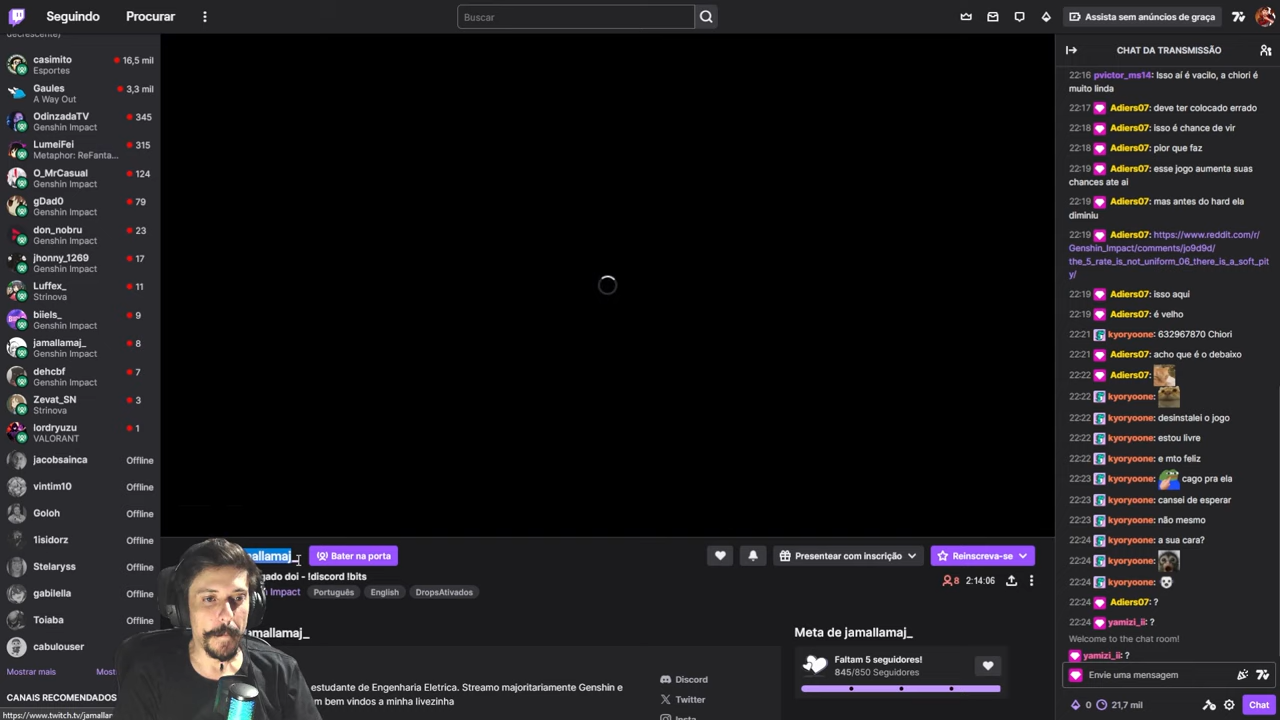 Seguindo
Procurar
Buscar
Assista sem anúncios de graça
decrescente)
casimito
16,5 mil
Esportes
Gaules
3,3 mil
A Way Out
OdinzadaTV
345
Genshin Impact
LumeiFei
315
Metaphor: ReFanta...
O_MrCasual
124
Genshin Impact
gDad0
79
Genshin Impact
don_nobru
23
Genshin Impact
jhonny_1269
17
Genshin Impact
Luffex_
11
Strinova
biiels_
9
Genshin Impact
jamallamaj_
8
Genshin Impact
dehcbf
7
Genshin Impact
Zevat_SN
3
Strinova
lordryuzu
1
VALORANT
jacobsainca
Offline
vintim10
Offline
Goloh
Offline
1isidorz
Offline
Stelaryss
Offline
gabilella
Offline
Toiaba
Offline
cabulouser
Offline
Mostrar mais
Most
CANAIS RECOMENDADOS
https://www.twitch.tv/jamallar
mallamaj_
Bater na porta
Presentear com inscrição
Reinscreva-se
gado doi - !discord !bits
Impact
Português
English
DropsAtivados
8
2:14:06
amallamaj_
estudante de Engenharia Eletrica. Streamo majoritariamente Genshin e
m bem vindos a minha livezinha
Discord
Twitter
Insta
Meta de jamallamaj_
Faltam 5 seguidores!
845/850 Seguidores
CHAT DA TRANSMISSÃO
22:16 pvictor_ms14: Isso aí é vacilo, a chiori é
muito linda
22:17 Adiers07: deve ter colocado errado
22:18 Adiers07: isso é chance de vir
22:18 Adiers07: pior que faz
22:19 Adiers07: esse jogo aumenta suas
chances ate ai
22:19 Adiers07: mas antes do hard ela
diminiu
22:19 Adiers07: https://www.reddit.com/r/
Genshin_Impact/comments/jo9d9d/
the_5_rate_is_not_uniform_06_there_is_a_soft_pit
y/
22:19 Adiers07: isso aqui
22:19 Adiers07: é velho
22:21 kyoryoone: 632967870 Chiori
22:21 Adiers07: acho que é o debaixo
22:22 Adiers07:
22:22 kyoryoone:
22:22 kyoryoone: desinstalei o jogo
22:22 kyoryoone: estou livre
22:22 kyoryoone: e mto feliz
22:23 kyoryoone: cago pra ela
22:23 kyoryoone: cansei de esperar
22:23 kyoryoone: não mesmo
22:24 kyoryoone: a sua cara?
22:24 kyoryoone:
22:24 kyoryoone:
22:24 Adiers07: ?
22:24 yamizi_ii: ?
Welcome to the chat room!
yamizi_ii: ?
Envie uma mensagem
0
21,7 mil
Chat